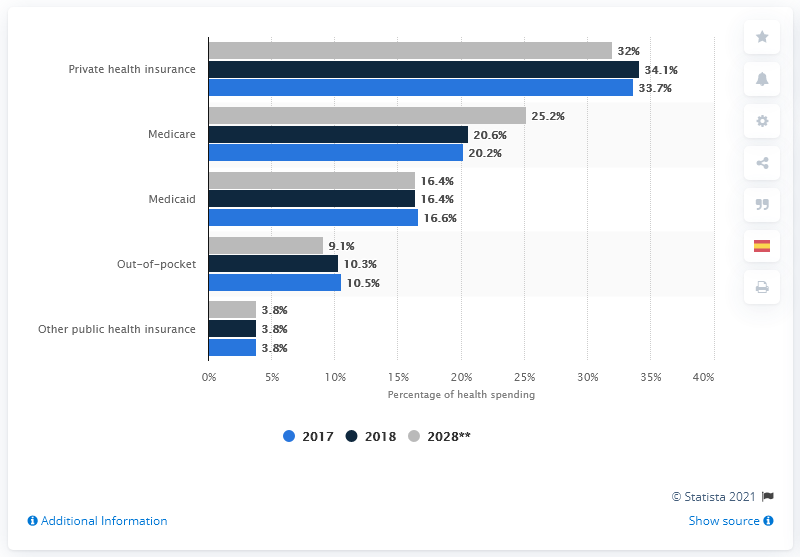 Private health insurance
32%
34.1%
33.7%
Medicare
25.2%
20.6%
20.2%
Medicaid
16.4%
16.4%
16.6%
Out-of-pocket
9.1%
10.3%
10.5%
Other public health insurance
3.8%
3.8%
3.8%
0% 5% 10% 15% 20% 25% 30% 35% 40%
Percentage of health spending
2017 2018 2028**
© Statista 2021
Additional Information Show source